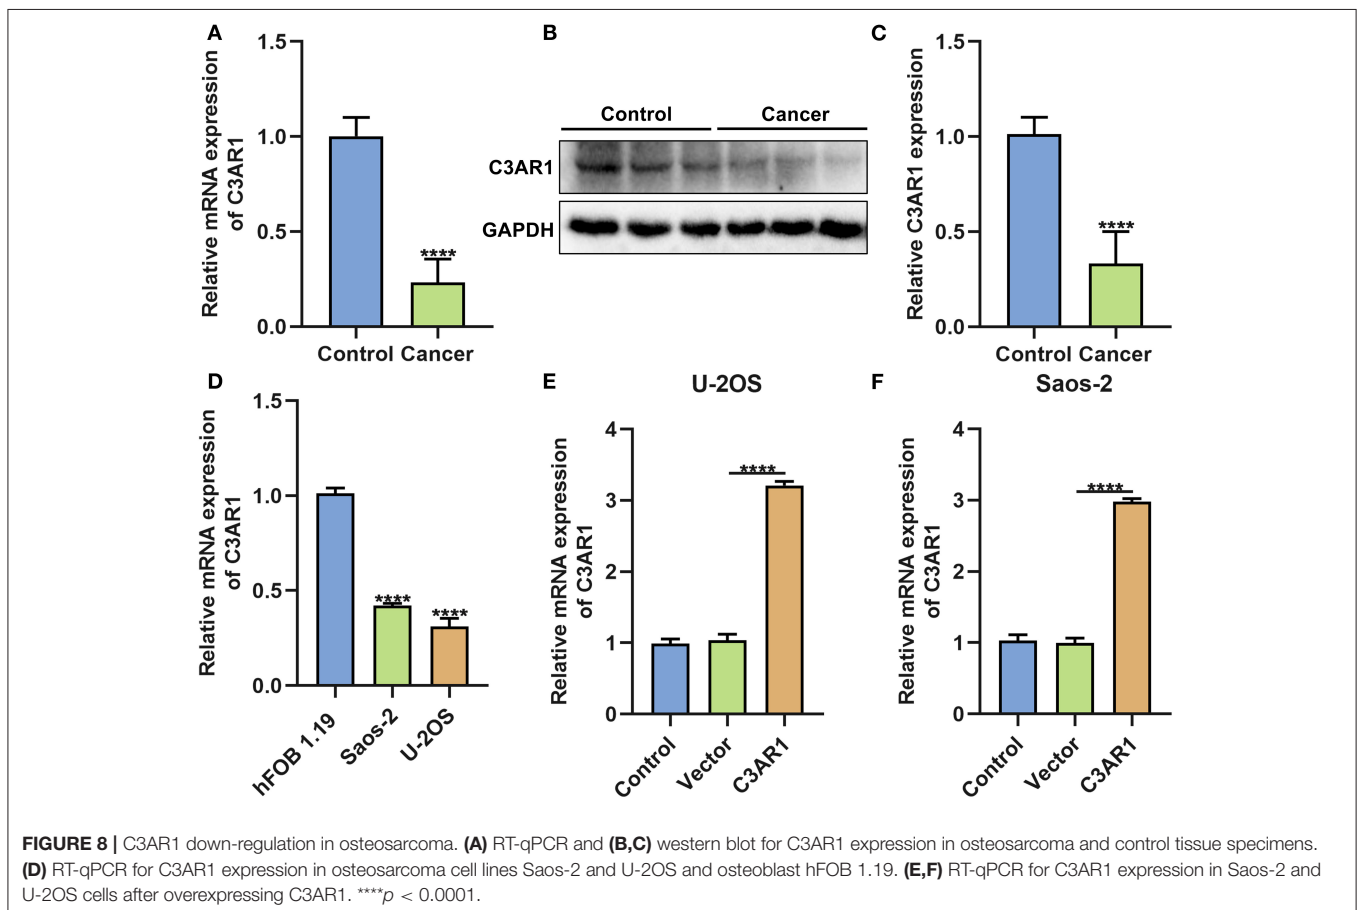 A
Relative mRNA expression
of C3AR1
1.5
1.0
0.5
0.0
****
Control Cancer
B
Control Cancer
C3AR1
GAPDH
C
Relative C3AR1 expression
1.5
1.0
0.5
0.0
****
Control Cancer
D
Relative mRNA expression
of C3AR1
1.5
1.0
0.5
0.0
**** ****
hFOB 1.19 Saos-2 U-2OS
E
U-2OS
Relative mRNA expression
of C3AR1
4
3
2
1
0
****
Control Vector C3AR1
F
Saos-2
Relative mRNA expression
of C3AR1
4
3
2
1
0
****
Control Vector C3AR1
FIGURE 8 | C3AR1 down-regulation in osteosarcoma. (A) RT-qPCR and (B,C) western blot for C3AR1 expression in osteosarcoma and control tissue specimens.
(D) RT-qPCR for C3AR1 expression in osteosarcoma cell lines Saos-2 and U-2OS and osteoblast hFOB 1.19. (E,F) RT-qPCR for C3AR1 expression in Saos-2 and
U-2OS cells after overexpressing C3AR1. ****p < 0.0001.